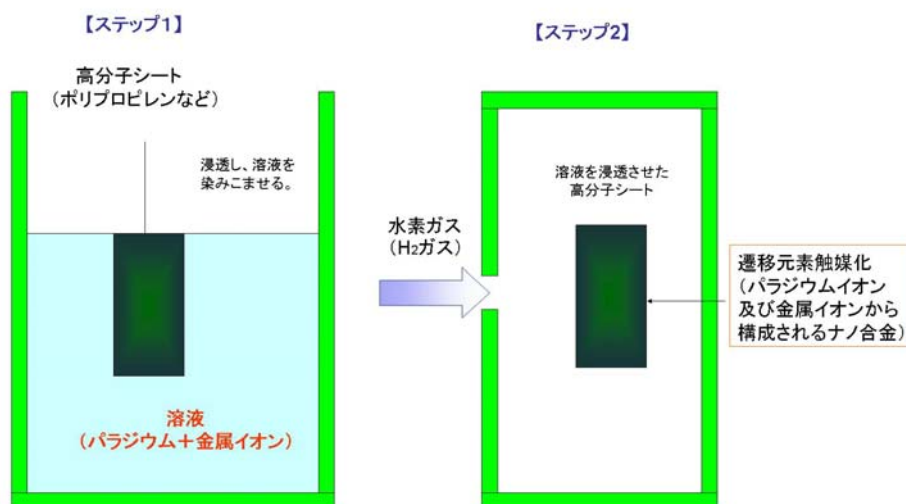 【ステップ1】
高分子シート
(ポリプロピレンなど)
浸透し、溶液を
染みこませる。
溶液
(パラジウム+金属イオン)
水素ガス
(H₂ガス)
【ステップ2】
溶液を浸透させた
高分子シート
遷移元素触媒化
(パラジウムイオン
及び金属イオンから
構成されるナノ合金)